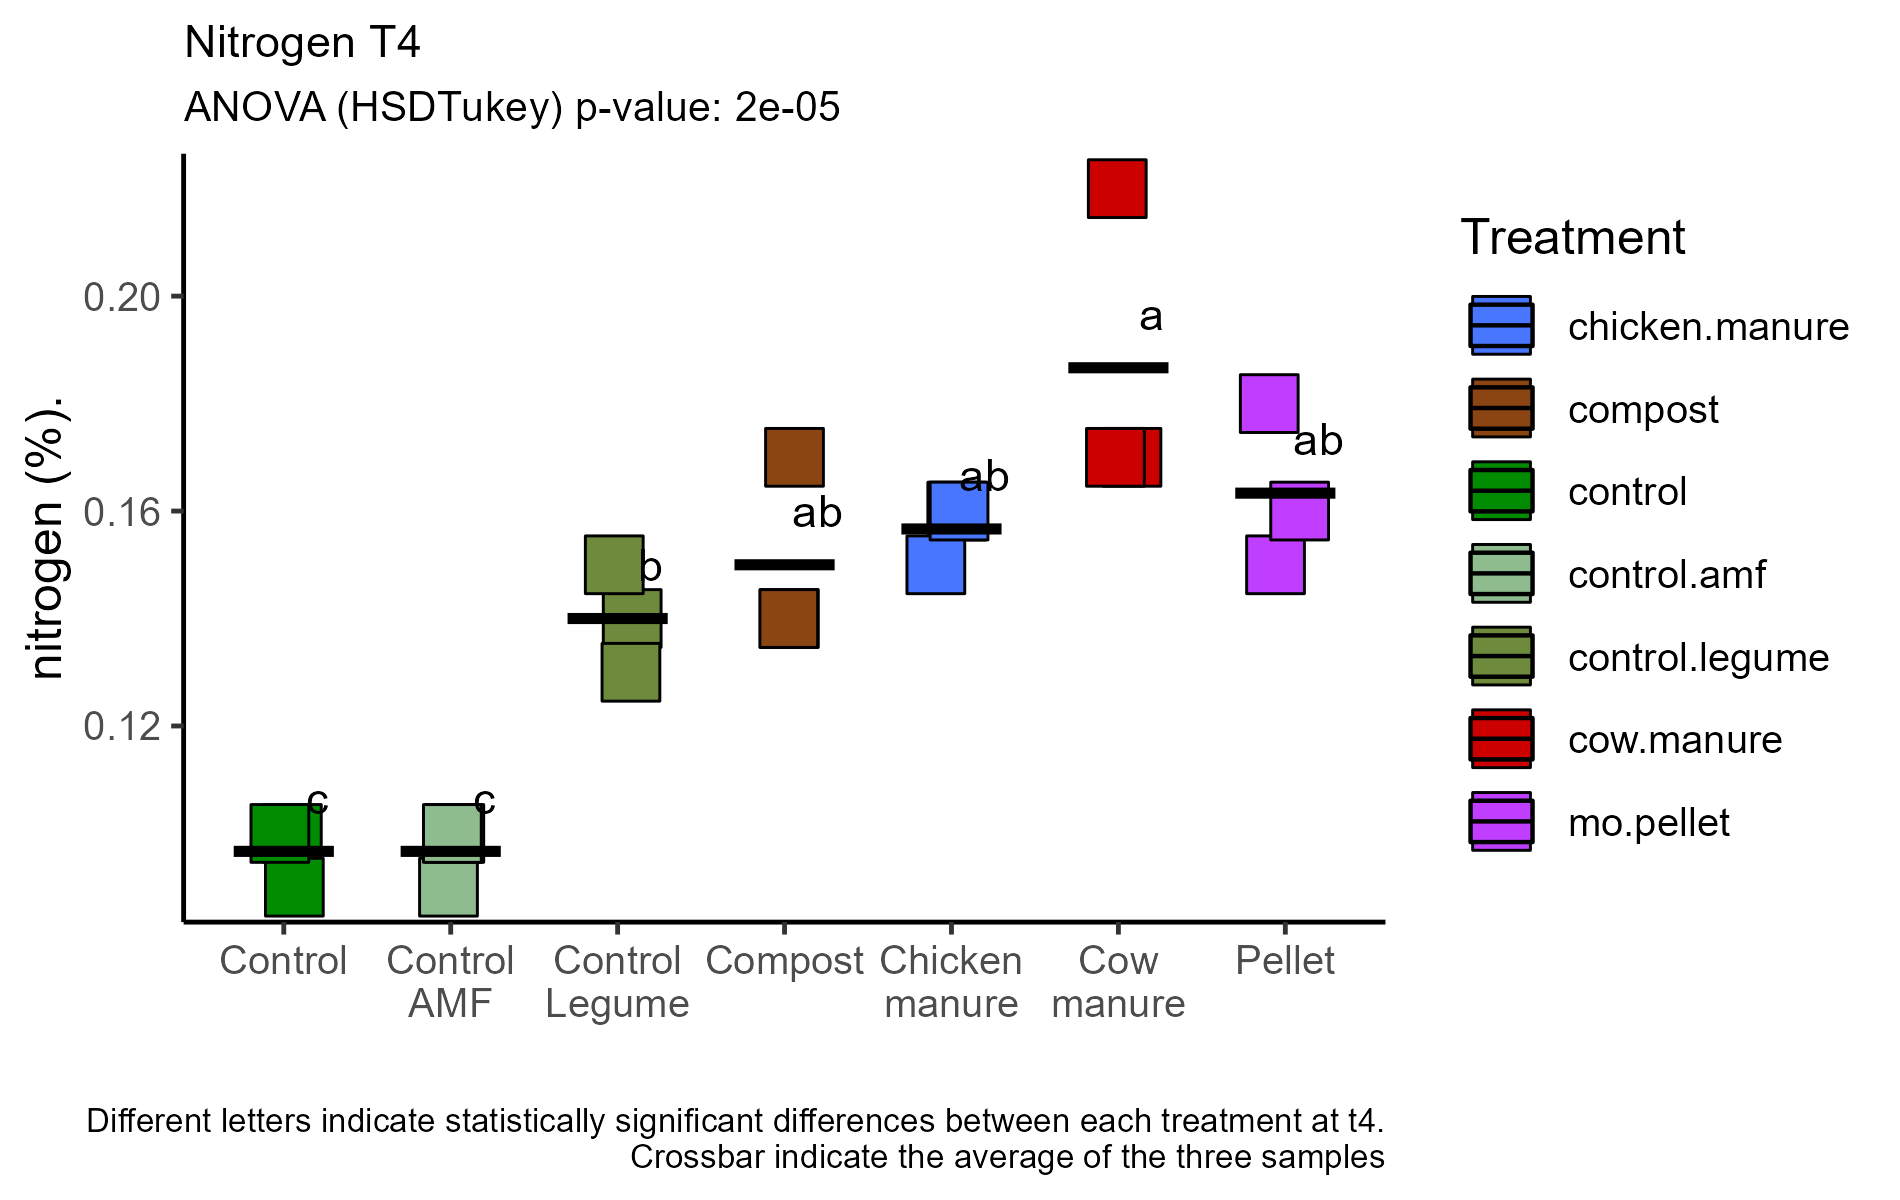 Nitrogen T4
ANOVA (HSDTukey) p-value: 2e-05
nitrogen (%).
0.20
0.16
0.12
c
c
b
ab
ab
a
ab
Control
Control
AMF
Control
Legume
Compost
Chicken
manure
Cow
manure
Pellet
Treatment
chicken.manure
compost
control
control.amf
control.legume
cow.manure
mo.pellet
Different letters indicate statistically significant differences between each treatment at t4.
Crossbar indicate the average of the three samples